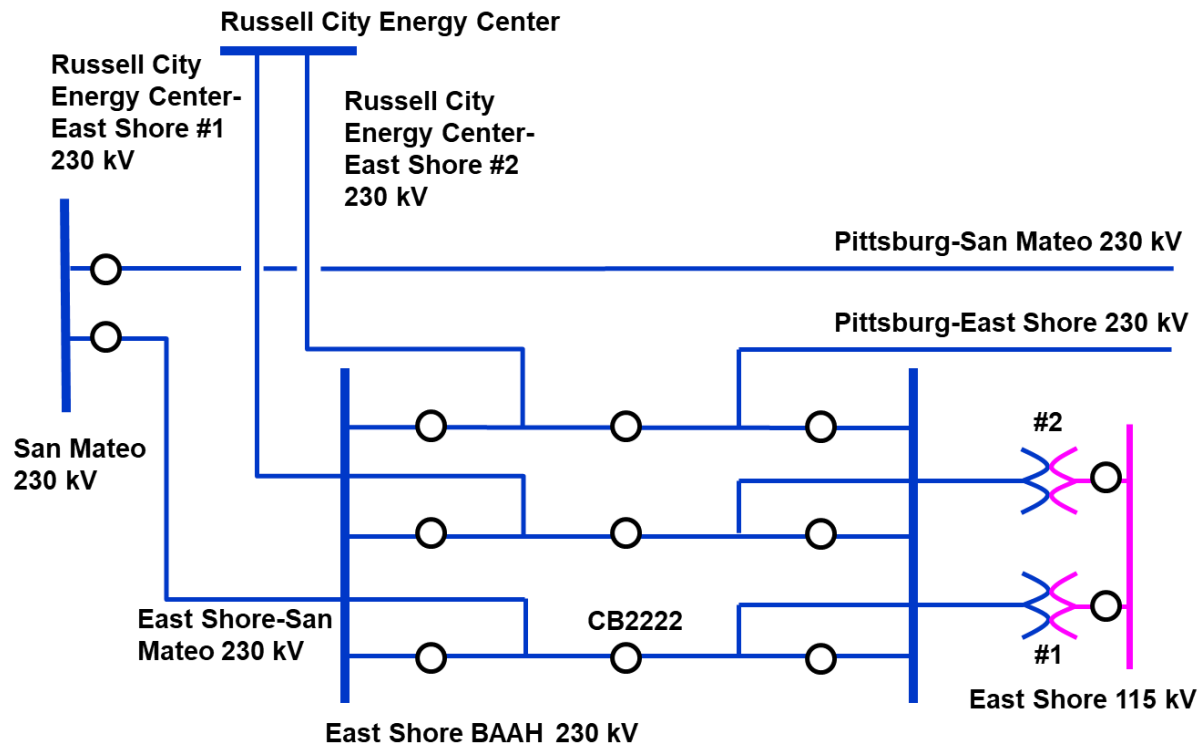 Russell City Energy Center
Russell City
Energy Center-
East Shore #1
230 kV
Russell City
Energy Center-
East Shore #2
230 kV
Pittsburg-San Mateo 230 kV
Pittsburg-East Shore 230 kV
San Mateo
230 kV
#2
East Shore-San
Mateo 230 kV
CB2222
#1
East Shore 115 kV
East Shore BAAH 230 kV